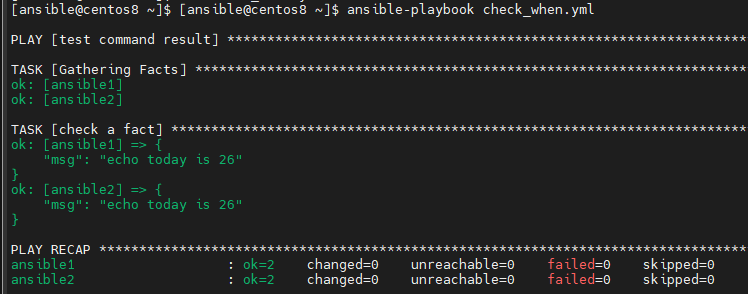 [ansible@centos8 ~]$ [ansible@centos8 ~]$ ansible-playbook check_when.yml
PLAY [test command result] *****************************************************************
TASK [Gathering Facts] *********************************************************************
ok: [ansible1]
ok: [ansible2]
TASK [check a fact] ************************************************************************
ok: [ansible1] => {
    "msg": "echo today is 26"
}
ok: [ansible2] => {
    "msg": "echo today is 26"
}
PLAY RECAP *********************************************************************************
ansible1                   : ok=2    changed=0    unreachable=0    failed=0    skipped=0
ansible2                   : ok=2    changed=0    unreachable=0    failed=0    skipped=0